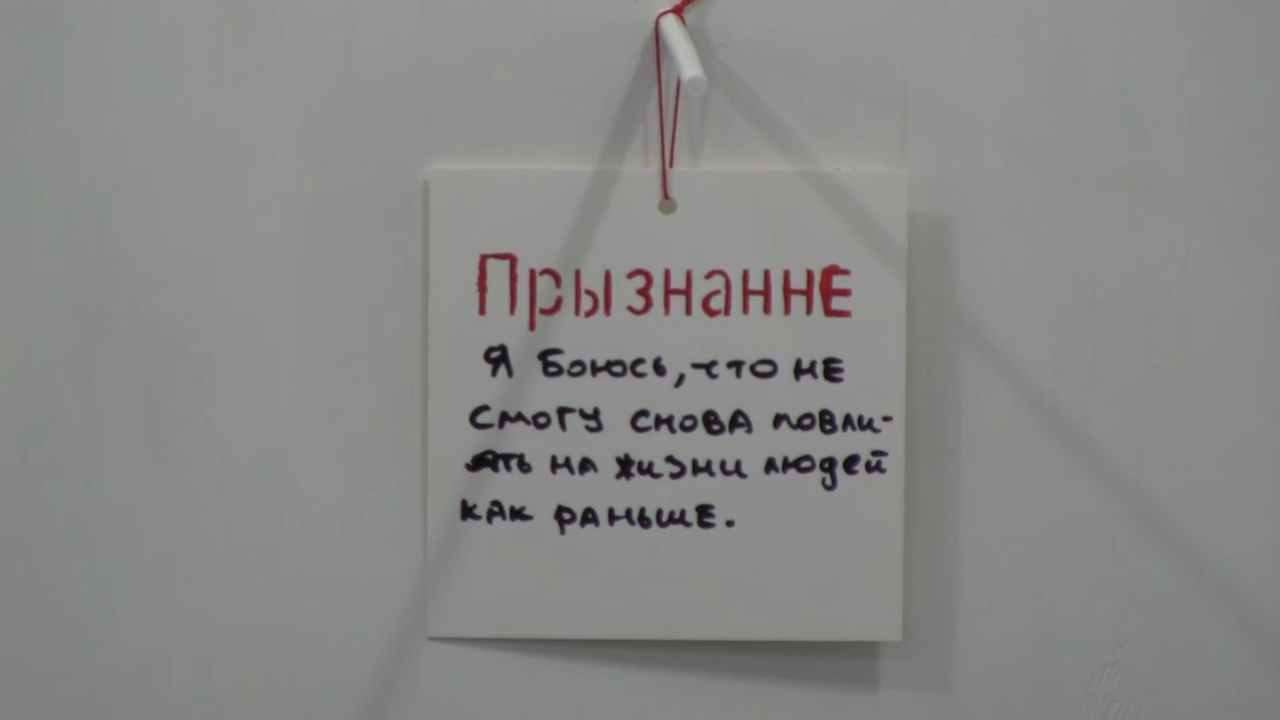 Прызнанне
Я боюсь, что не
смогу снова повли-
ять на жизни людей
как раньше.